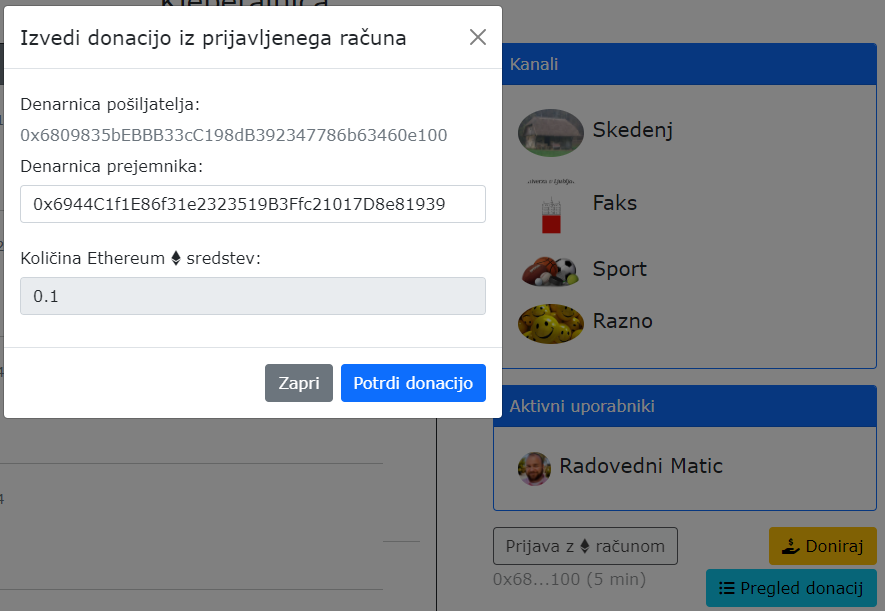 Klepetalnica
Izvedi donacijo iz prijavljenega računa
Denarnica pošiljatelja:
0x6809835bEBBB33cC198dB392347786b63460e100
Denarnica prejemnika:
0x6944C1f1E86f31e2323519B3Ffc21017D8e81939
Količina Ethereum sredstev:
0.1
Zapri
Potrdi donacijo
Kanali
Skedenj
Faks
Sport
Razno
Aktivni uporabniki
Radovedni Matic
Prijava z računom
Doniraj
0x68...100 (5 min)
Pregled donacij